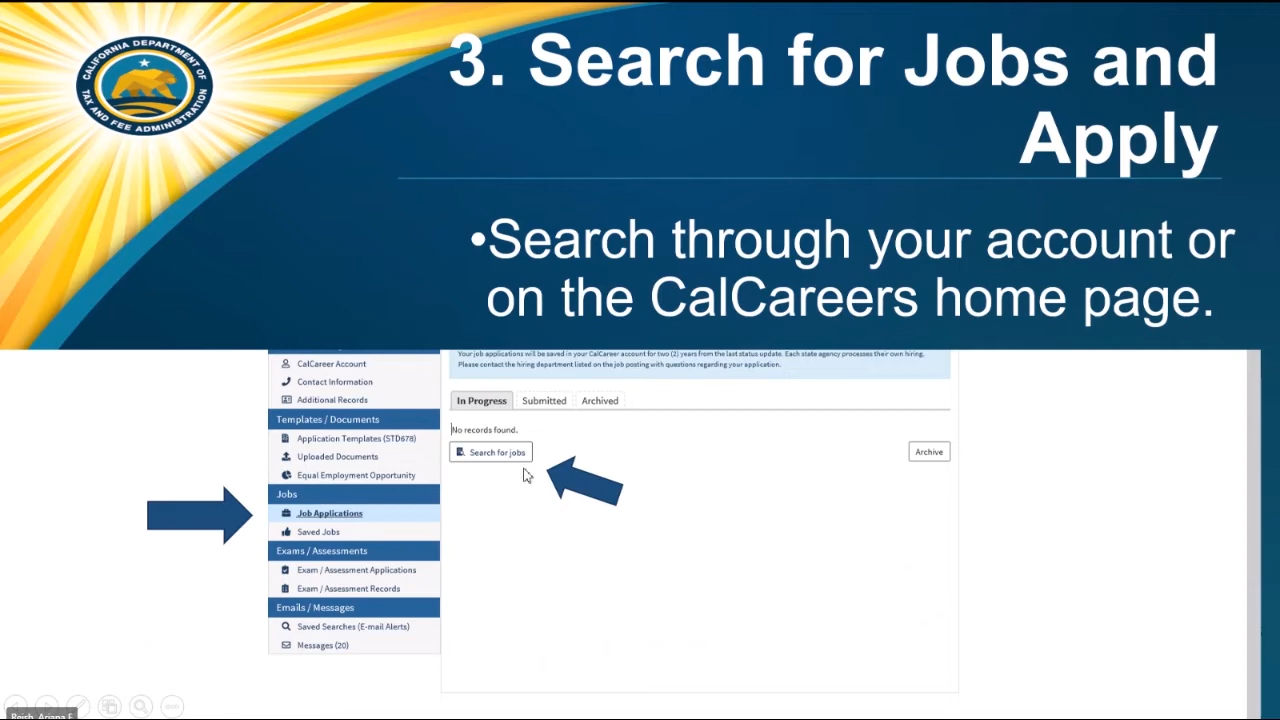 CALIFORNIA DEPARTMENT OF
TAX AND FEE ADMINISTRATION
3. Search for Jobs and
Apply
•Search through your account or
on the CalCareers home page.
Your job applications will be saved in your CalCareer account for two (2) years from the last status update. Each state agency processes their own hiring.
Please contact the hiring department listed on the job posting with questions regarding your application.
CalCareer Account
Contact Information
Additional Records
Templates / Documents
Application Templates (STD678)
Uploaded Documents
Equal Employment Opportunity
Jobs
Job Applications
Saved Jobs
Exams / Assessments
Exam / Assessment Applications
Exam / Assessment Records
Emails / Messages
Saved Searches (E-mail Alerts)
Messages (20)
In Progress Submitted Archived
No records found.
Search for jobs Archive